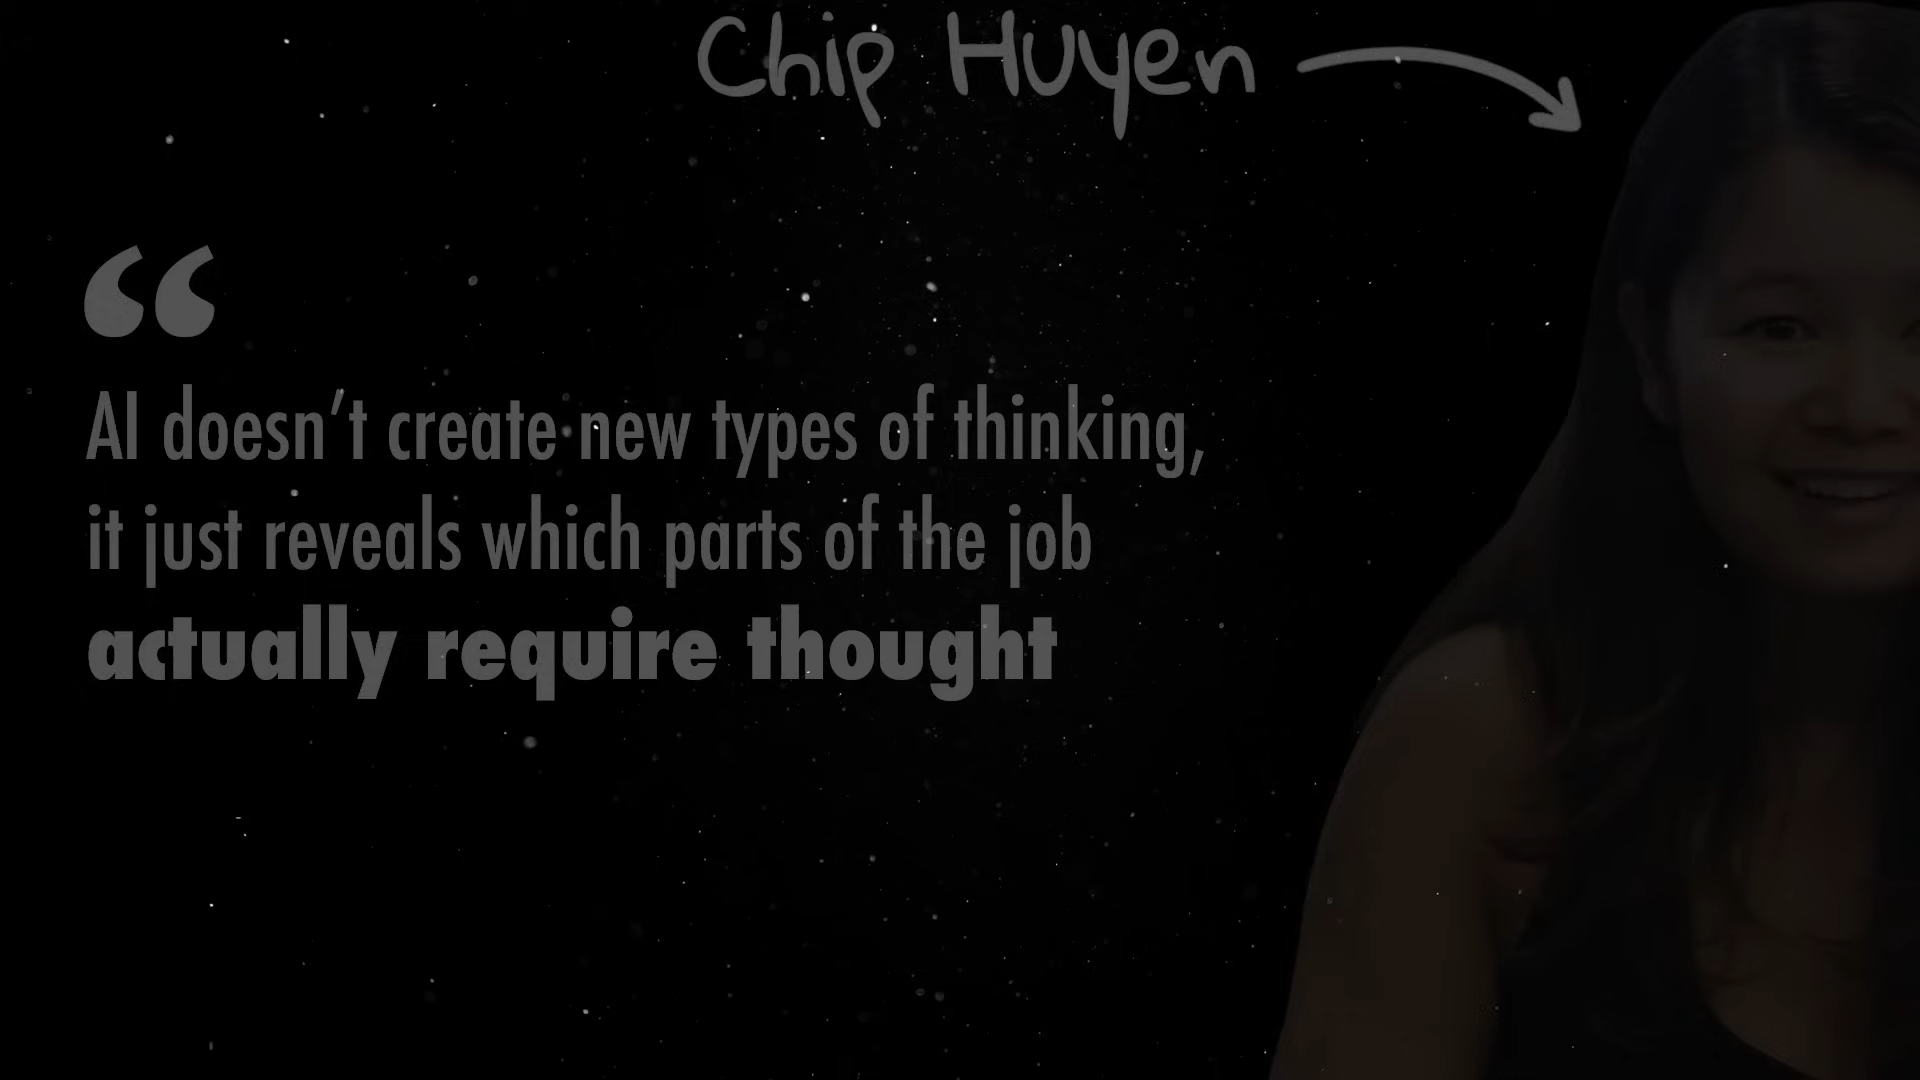 Chip Huyen
“
AI doesn’t create new types of thinking,
it just reveals which parts of the job
actually require thought